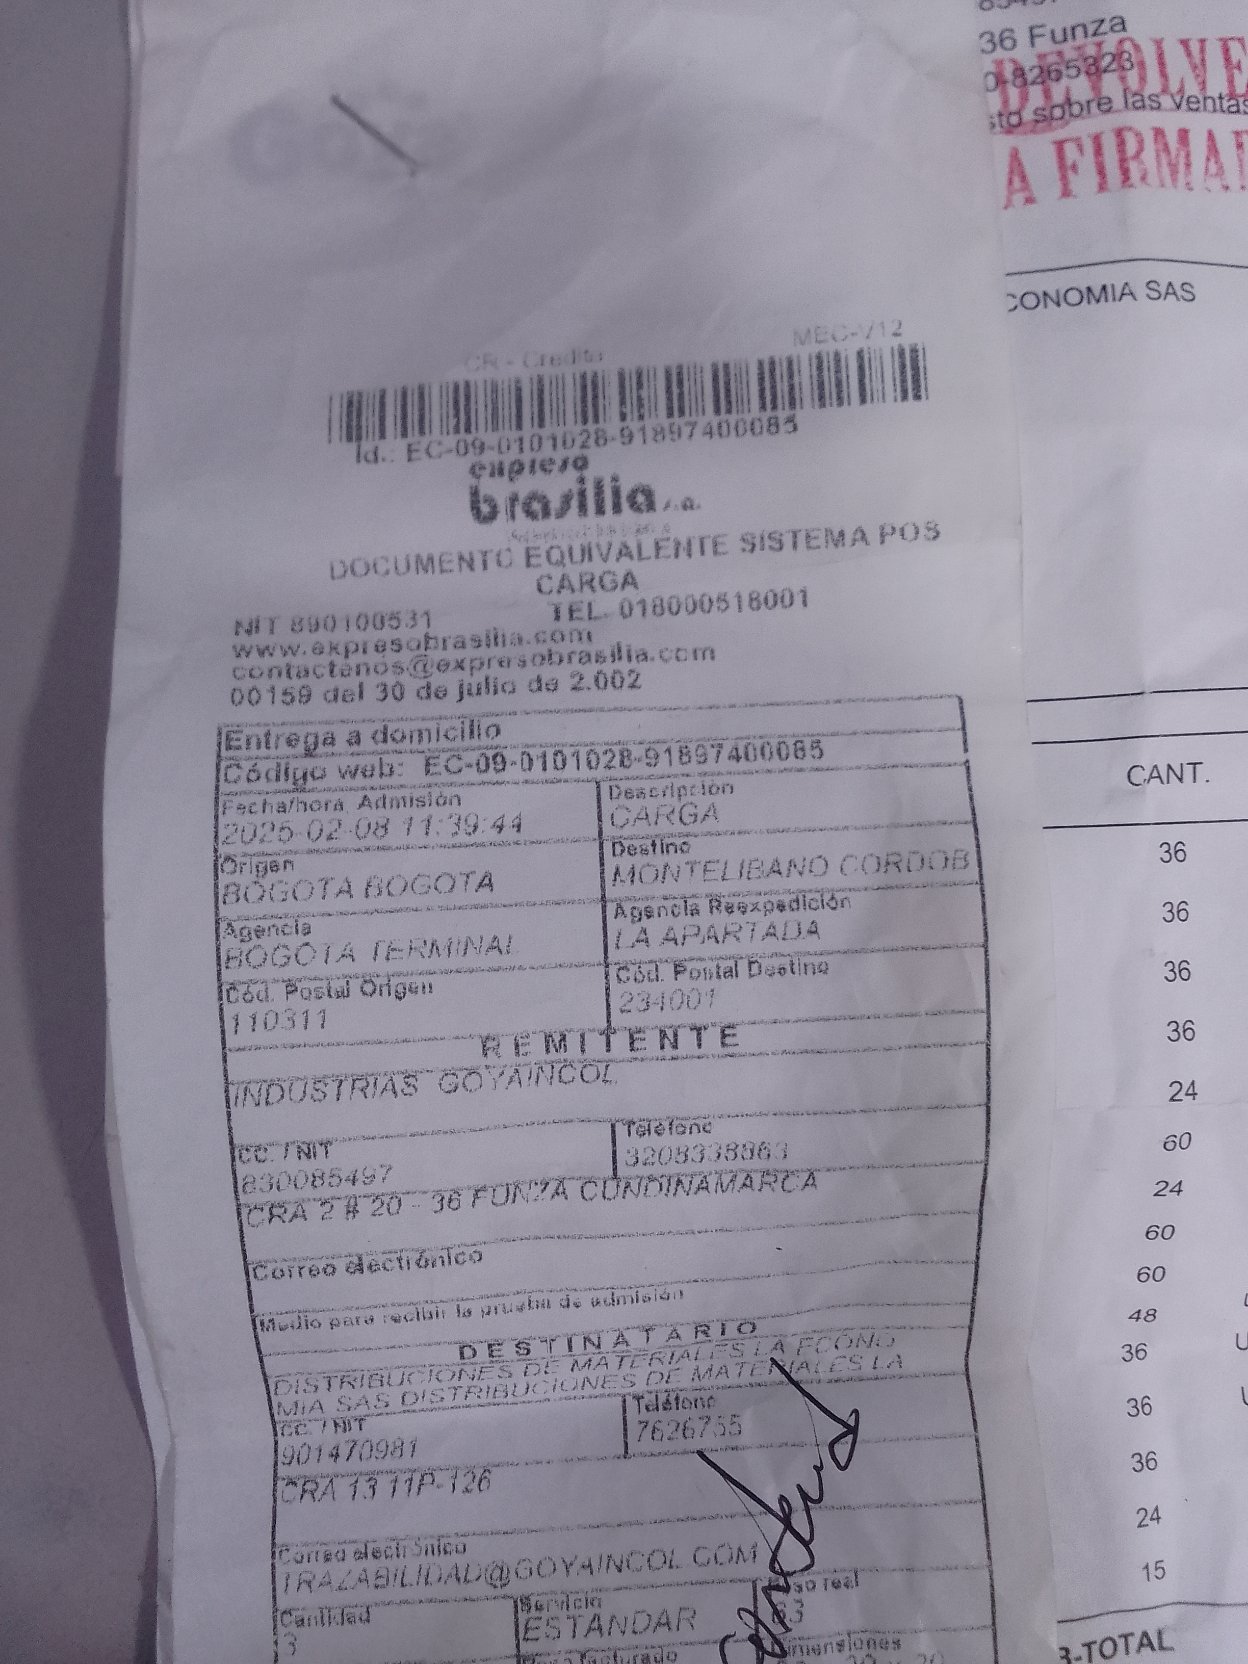 CR - Credito MEC-V12
Id.: EC-09-0101028-91897400085
expreso
brasilia s.a.
DOCUMENTO EQUIVALENTE SISTEMA POS
CARGA
NIT 890100531 TEL. 018000518001
www.expresobrasilia.com
contactenos@expresobrasilia.com
00159 del 30 de julio de 2.002
Entrega a domicilio
Código web: EC-09-0101028-91897400085
Fecha/hora Admisión Descripción
2025-02-08 11:39:44 CARGA
Origen Destino
BOGOTA BOGOTA MONTELIBANO CORDOB
Agencia Agencia Reexpedición
BOGOTA TERMINAL LA APARTADA
Cód. Postal Origen Cód. Postal Destino
110311 234001
REMITENTE
INDUSTRIAS GOYAINCOL
CC. / NIT Teléfono
830085497 3208338863
CRA 2 # 20 - 36 FUNZA CUNDINAMARCA
Correo electrónico
Medio para recibir la prueba de admisión
DESTINATARIO
DISTRIBUCIONES DE MATERIALES LA ECONO
MIA SAS DISTRIBUCIONES DE MATERIALES LA
CC. / NIT Teléfono
901470981 7626755
CRA 13 11P-126
Correo electrónico
TRAZABILIDAD@GOYAINCOL.COM
Cantidad Servicio real
3 ESTANDAR 63
facturado
36 Funza
0-8265323
DEVOLVE
sto sobre las ventas
A FIRMA
CONOMIA SAS
CANT.
36
36
36
36
24
60
24
60
60
48
36
36
36
24
15
B-TOTAL